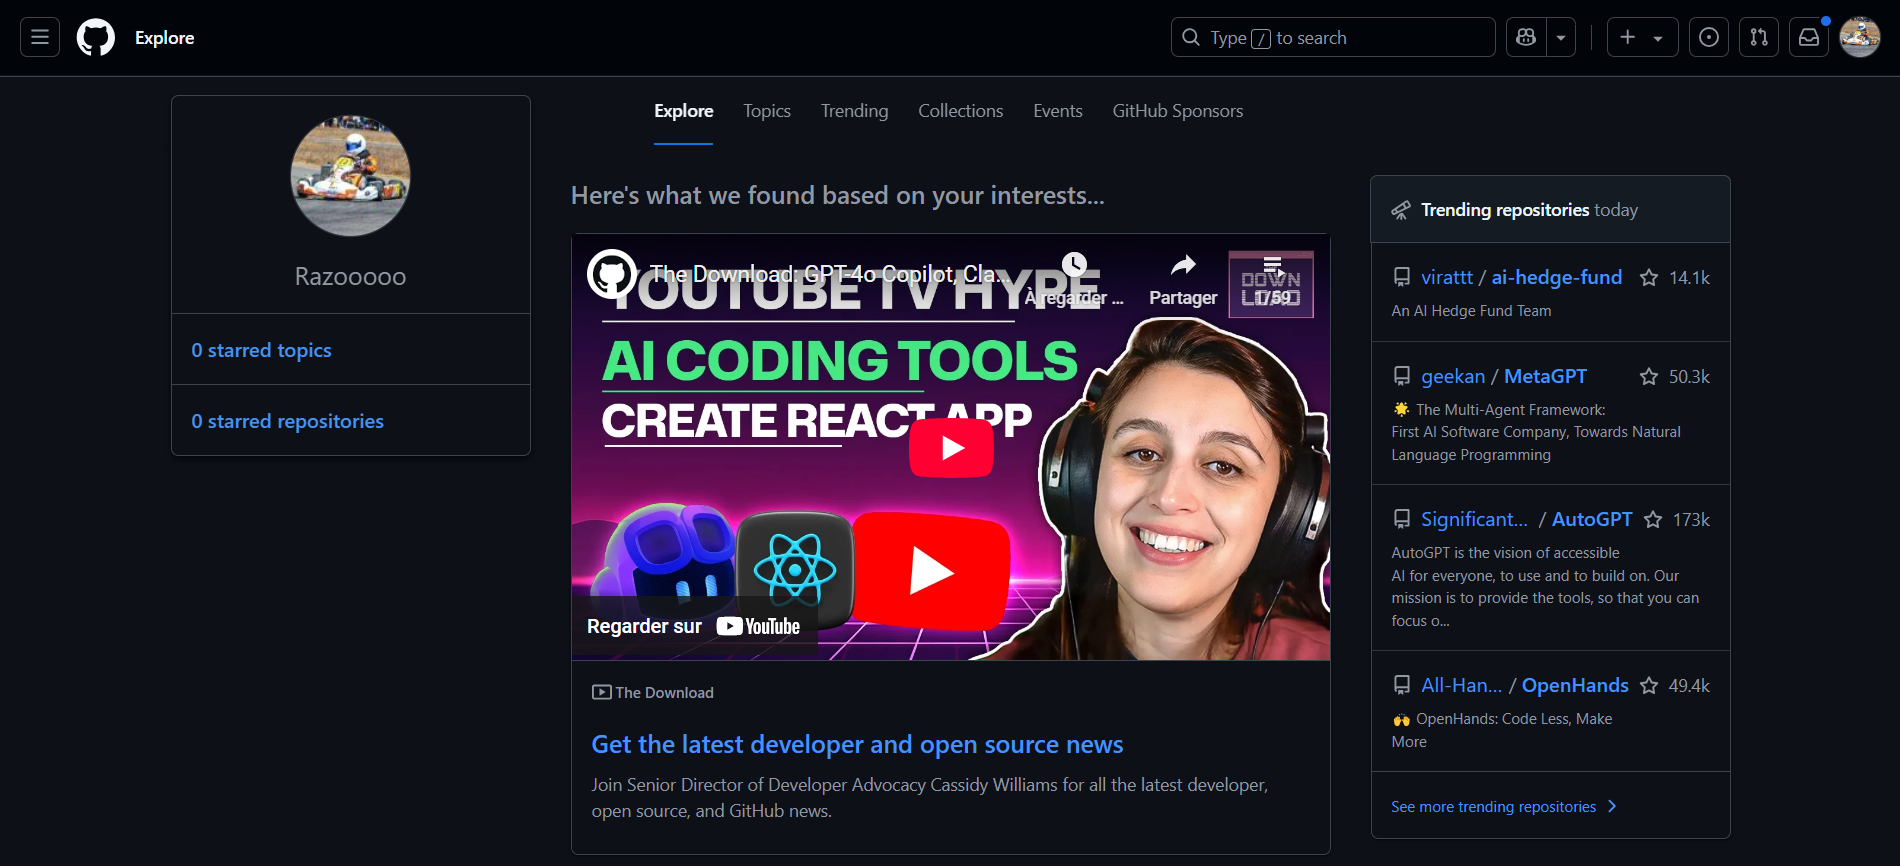 Explore
Type / to search
Explore Topics Trending Collections Events GitHub Sponsors
Razooooo
0 starred topics
0 starred repositories
Here's what we found based on your interests...
The Download: GPT-4o Copilot, Cla...
À regarder ...
Partager
1/59
DOWN
LOAD
YOUTUBE TV HYPE
AI CODING TOOLS
CREATE REACT APP
Regarder sur YouTube
The Download
Get the latest developer and open source news
Join Senior Director of Developer Advocacy Cassidy Williams for all the latest developer,
open source, and GitHub news.
Trending repositories today
virattt / ai-hedge-fund 14.1k
An AI Hedge Fund Team
geekan / MetaGPT 50.3k
🌟 The Multi-Agent Framework:
First AI Software Company, Towards Natural
Language Programming
Significant... / AutoGPT 173k
AutoGPT is the vision of accessible
AI for everyone, to use and to build on. Our
mission is to provide the tools, so that you can
focus o...
All-Han... / OpenHands 49.4k
🙌 OpenHands: Code Less, Make
More
See more trending repositories